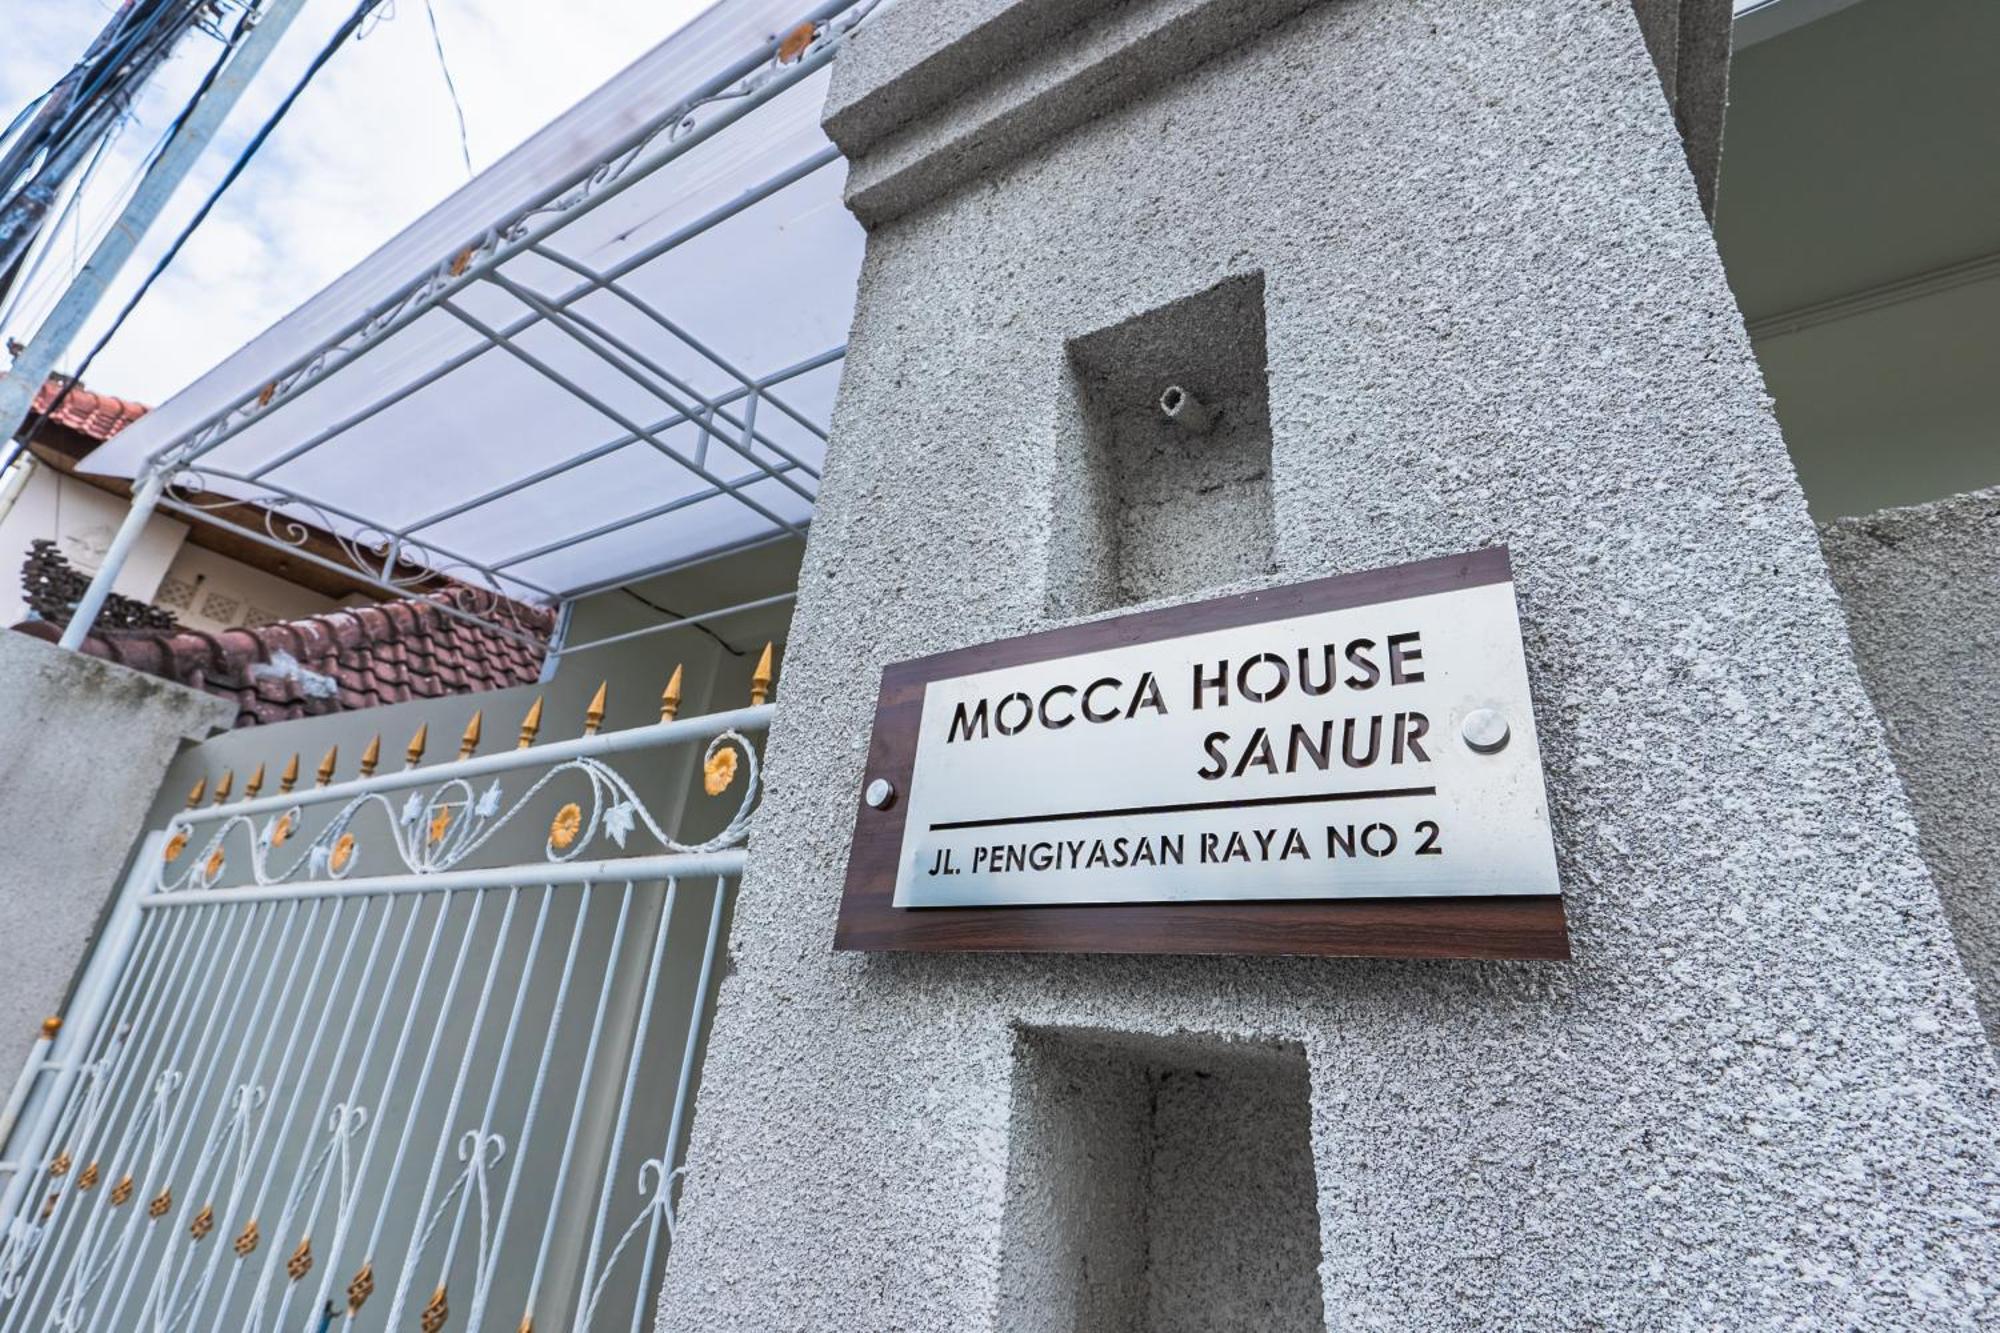 MOCCA HOUSE
SANUR
JL. PENGIYASAN RAYA NO 2